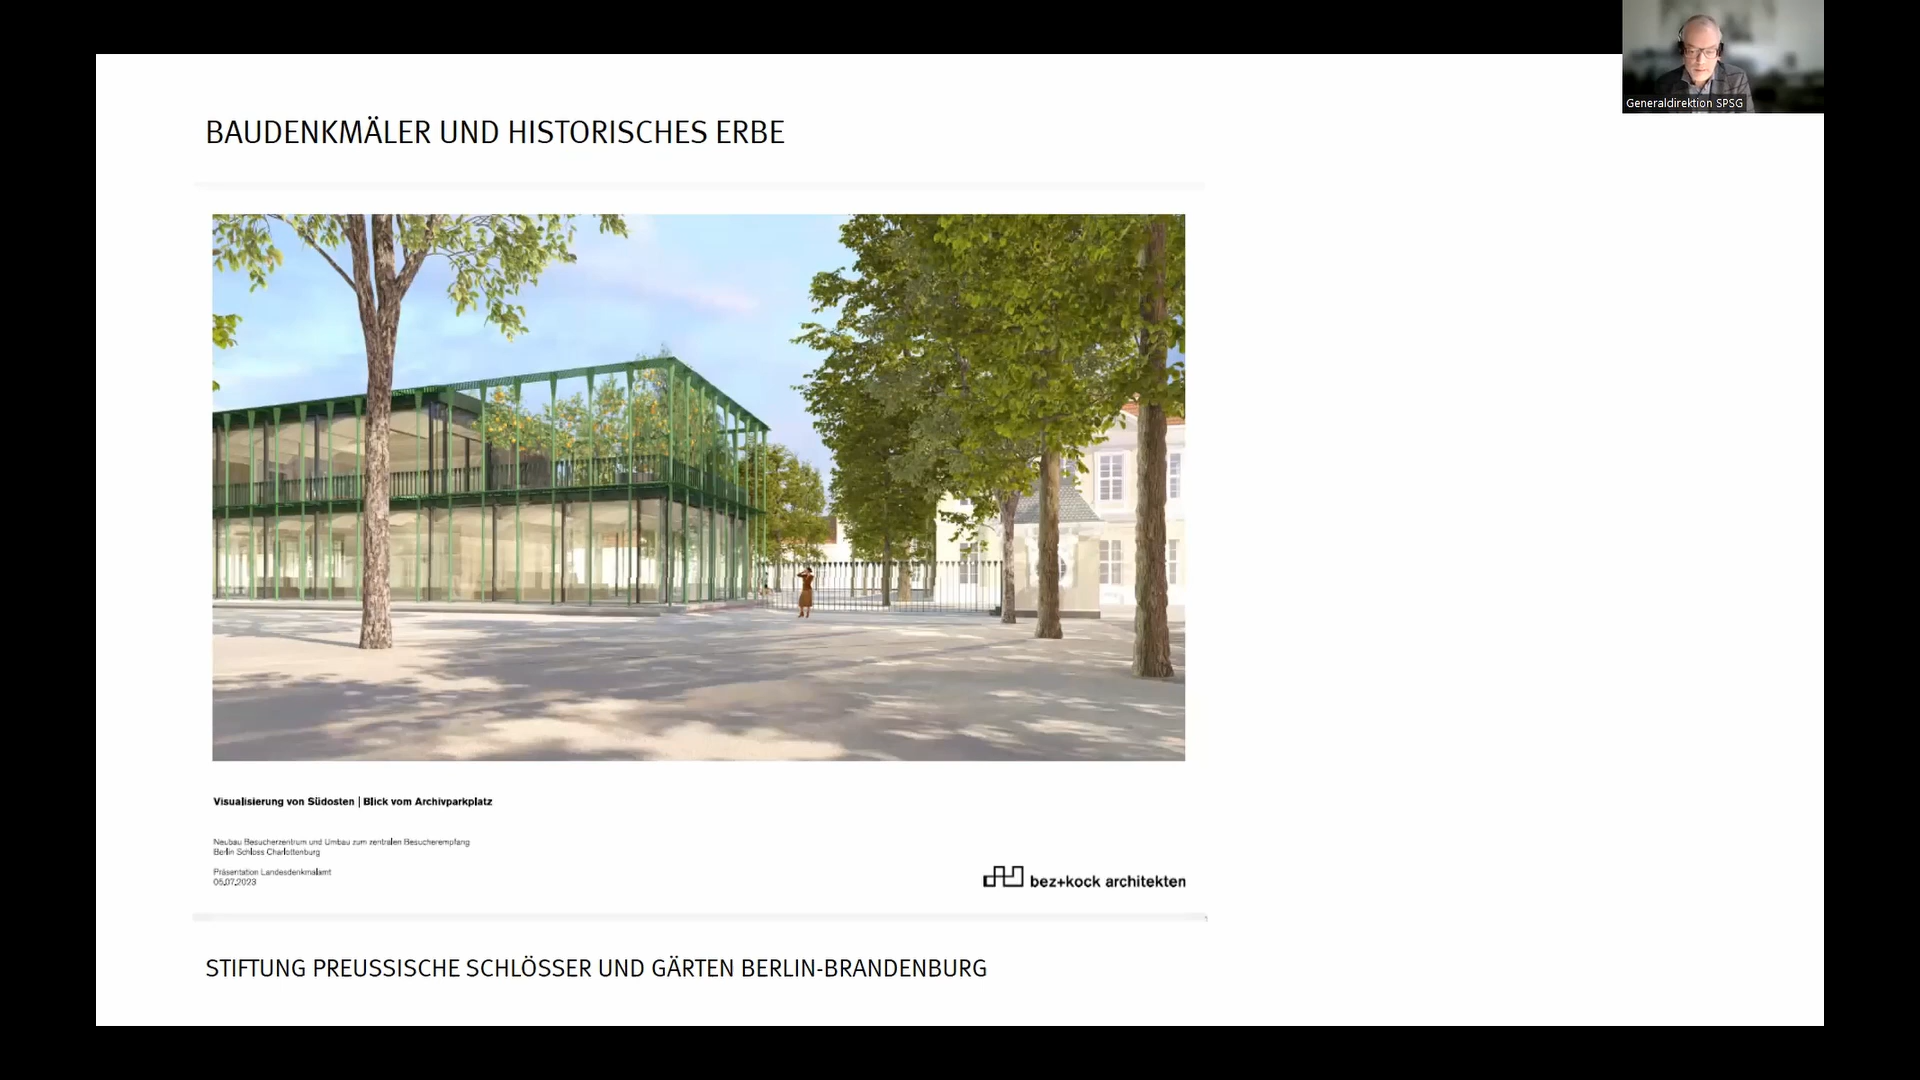 Generaldirektion SPSG
BAUDENKMÄLER UND HISTORISCHES ERBE
Visualisierung von Südosten | Blick vom Archivparkplatz
Neubau Besucherzentrum und Umbau zum zentralen Besucherempfang
Berlin Schloss Charlottenburg
Präsentation Landesdenkmalamt
05.07.2023
bez+kock architekten
STIFTUNG PREUSSISCHE SCHLÖSSER UND GÄRTEN BERLIN-BRANDENBURG